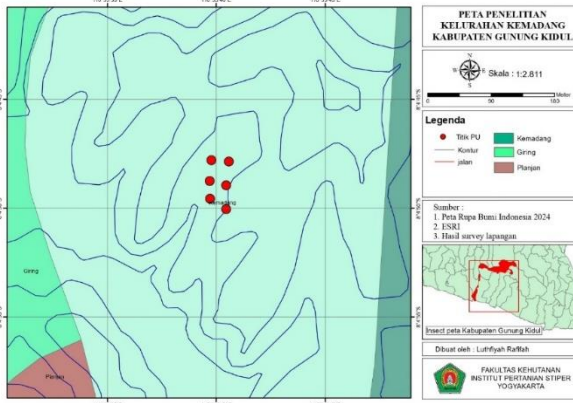 PETA PENELITIAN
KELURAHAN KEMADANG
KABUPATEN GUNUNG KIDUL
Skala : 1:2.811
0 50 100 Meter
Legenda
Titik PU
Kontur
jalan
Kemadang
Giring
Planjan
Sumber :
1. Peta Rupa Bumi Indonesia 2024
2. ESRI
3. Hasil survey lapangan
Insect peta Kabupaten Gunung Kidul
Dibuat oleh : Luthfiyah Rafifah
FAKULTAS KEHUTANAN
INSTITUT PERTANIAN STIPER
YOGYAKARTA
Kemadang
Giring
Planjan